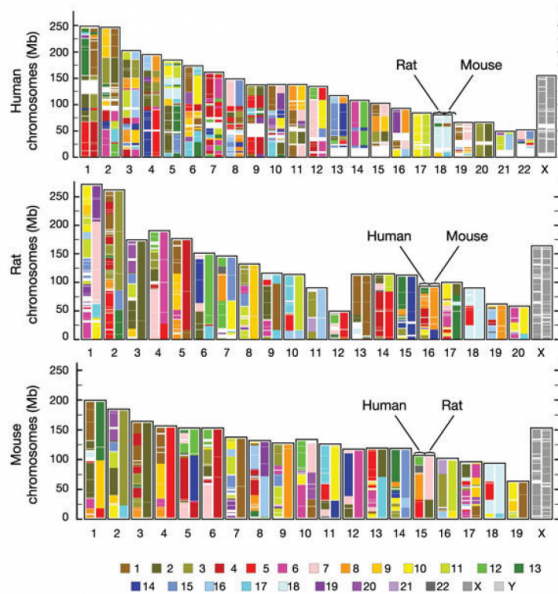 Human
chromosomes (Mb)
250
200
150
100
50
0
Rat Mouse
1 2 3 4 5 6 7 8 9 10 11 12 13 14 15 16 17 18 19 20 21 22 X
Rat
chromosomes (Mb)
250
200
150
100
50
0
Human Mouse
1 2 3 4 5 6 7 8 9 10 11 12 13 14 15 16 17 18 19 20 X
Mouse
chromosomes (Mb)
250
200
150
100
50
0
Human Rat
1 2 3 4 5 6 7 8 9 10 11 12 13 14 15 16 17 18 19 X
1 2 3 4 5 6 7 8 9 10 11 12 13
14 15 16 17 18 19 20 21 22 X Y